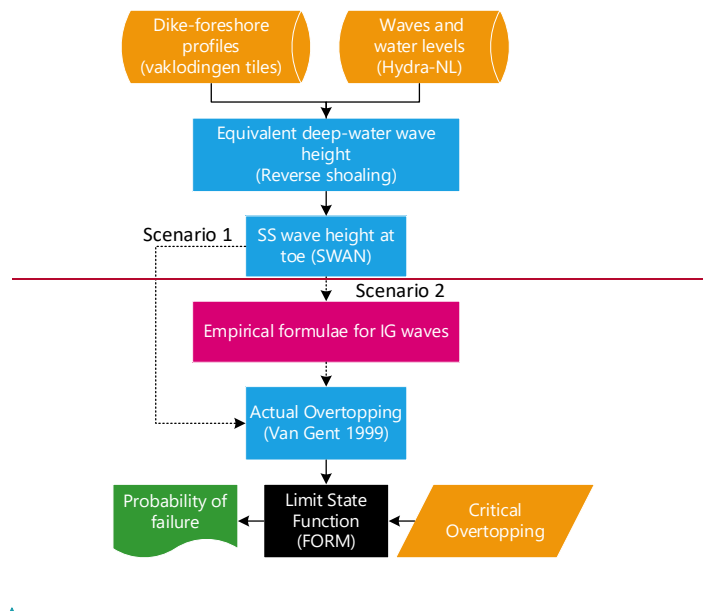 Dike-foreshore
profiles
(vaklodingen tiles)
Waves and
water levels
(Hydra-NL)
Equivalent deep-water wave
height
(Reverse shoaling)
Scenario 1
SS wave height at
toe (SWAN)
Scenario 2
Empirical formulae for IG waves
Actual Overtopping
(Van Gent 1999)
Probability of
failure
Limit State
Function
(FORM)
Critical
Overtopping